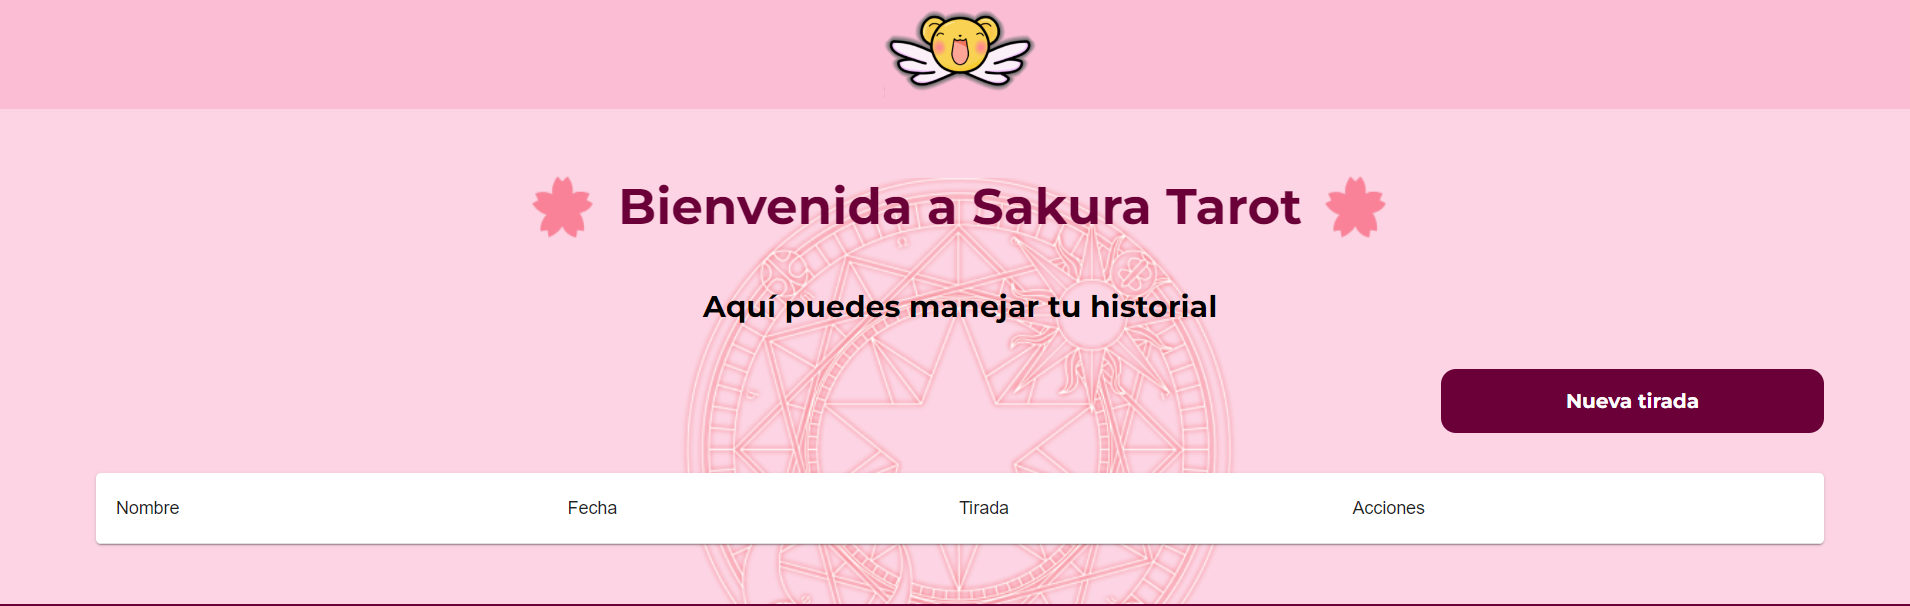 Bienvenida a Sakura Tarot
Aquí puedes manejar tu historial
Nueva tirada
Nombre Fecha Tirada Acciones